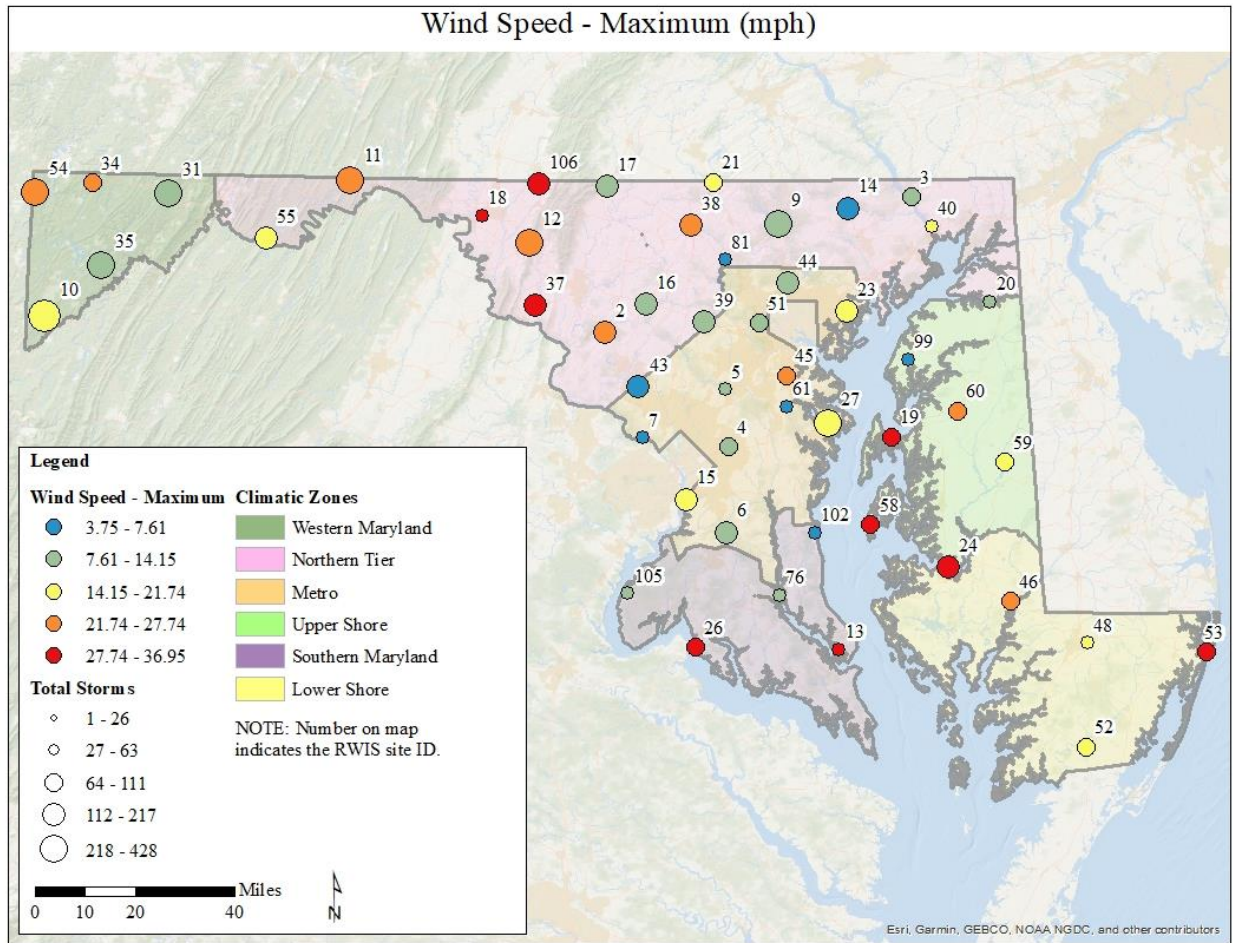 Wind Speed - Maximum (mph)
11
106
17
21
54
34
31
18
38
9
14
3
12
40
55
81
35
44
10
37
16
39
51
23
20
2
99
43
5
45
61
27
60
7
4
19
59
15
6
102
58
24
105
76
46
48
26
13
53
52
Legend
Wind Speed - Maximum
3.75 - 7.61
7.61 - 14.15
14.15 - 21.74
21.74 - 27.74
27.74 - 36.95
Total Storms
1 - 26
27 - 63
64 - 111
112 - 217
218 - 428
Climatic Zones
Western Maryland
Northern Tier
Metro
Upper Shore
Southern Maryland
Lower Shore
NOTE: Number on map
indicates the RWIS site ID.
Miles
0 10 20 40
N
Esri, Garmin, GEBCO, NOAA NGDC, and other contributors